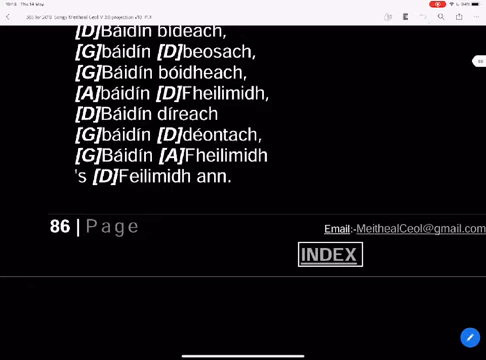 [D]Báidín bídeach,
[G]báidín [D]beosach,
[G]Báidín bóidheach,
[A]báidín [D]Fheilimidh,
[D]Báidín díreach
[G]báidín [D]déontach,
[G]Báidín [A]Fheilimidh
's [D]Feilimidh ann.
86 | Page
Email:-MeithealCeol@gmail.com
INDEX